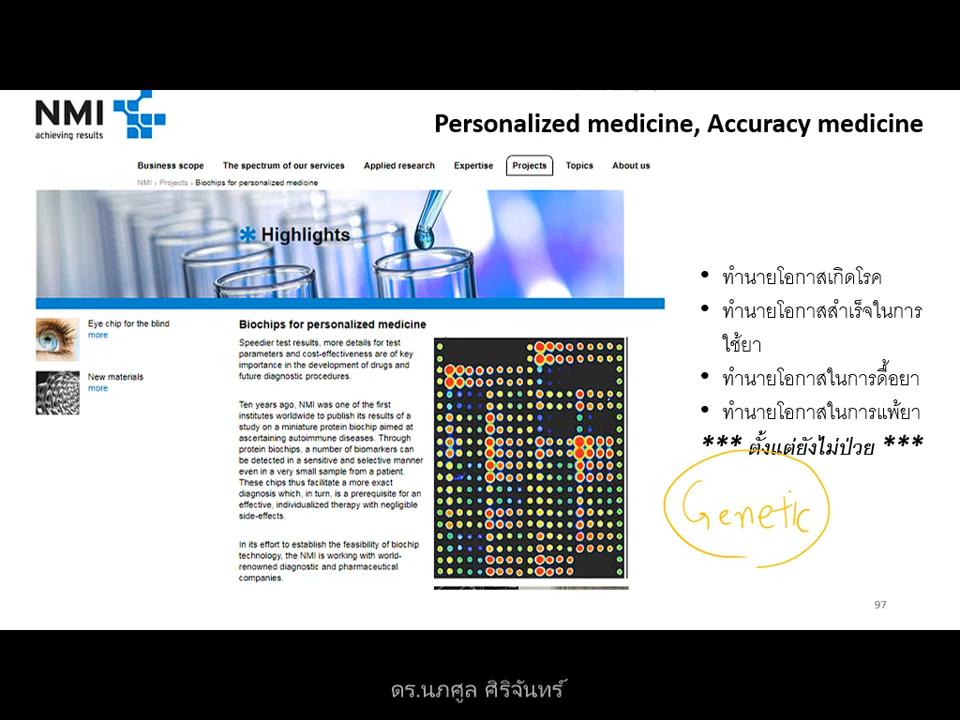 NMI
achieving results
Personalized medicine, Accuracy medicine
Business scope The spectrum of our services Applied research Expertise Projects Topics About us
NMI › Projects › Biochips for personalized medicine
Highlights
Eye chip for the blind
more
New materials
more
Biochips for personalized medicine
Speedier test results, more details for test
parameters and cost-effectiveness are of key
importance in the development of drugs and
future diagnostic procedures.
Ten years ago, NMI was one of the first
institutes worldwide to publish its results of a
study on a miniature protein biochip aimed at
ascertaining autoimmune diseases. Through
protein biochips, a number of biomarkers can
be detected in a sensitive and selective manner
even in a very small sample from a patient.
These chips thus facilitate a more exact
diagnosis which, in turn, is a prerequisite for an
effective, individualized therapy with negligible
side-effects.
In its effort to establish the feasibility of biochip
technology, the NMI is working with world-
renowned diagnostic and pharmaceutical
companies.
• ทำนายโอกาสเกิดโรค
• ทำนายโอกาสสำเร็จในการ
ใช้ยา
• ทำนายโอกาสในการดื้อยา
• ทำนายโอกาสในการแพ้ยา
*** ตั้งแต่ยังไม่ป่วย ***
Genetic
97
ดร.นภศูล ศิริจันทร์